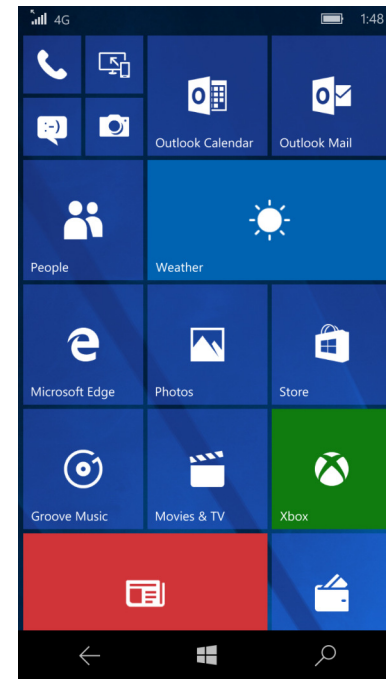 4G 1:48
:-)
Outlook Calendar Outlook Mail
People Weather
Microsoft Edge Photos Store
Groove Music Movies & TV Xbox